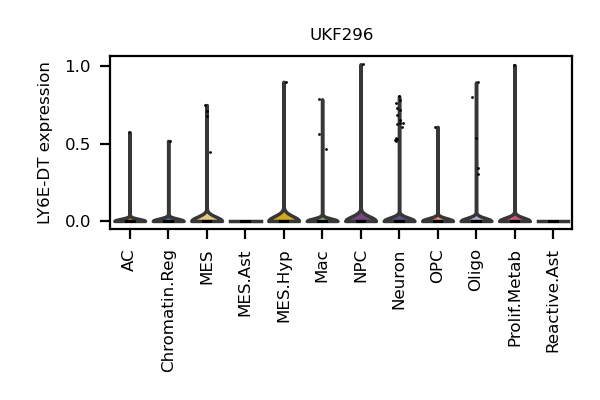 UKF296
LY6E-DT expression
1.0
0.5
0.0
AC
Chromatin.Reg
MES
MES.Ast
MES.Hyp
Mac
NPC
Neuron
OPC
Oligo
Prolif.Metab
Reactive.Ast